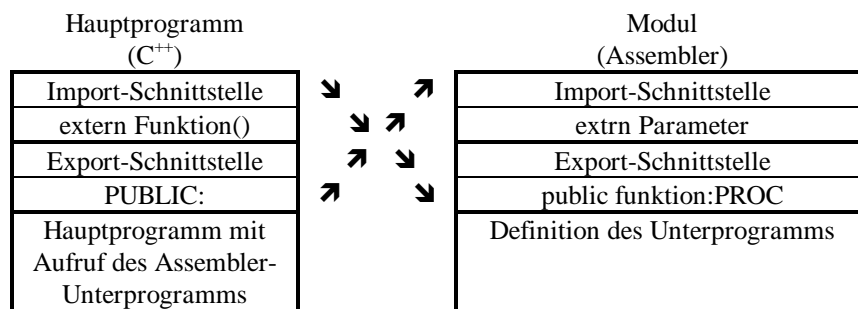 Hauptprogramm
(C++)
Modul
(Assembler)
Import-Schnittstelle
Import-Schnittstelle
extern Funktion()
extrn Parameter
Export-Schnittstelle
Export-Schnittstelle
PUBLIC:
public funktion:PROC
Hauptprogramm mit
Aufruf des Assembler-
Unterprogramms
Definition des Unterprogramms